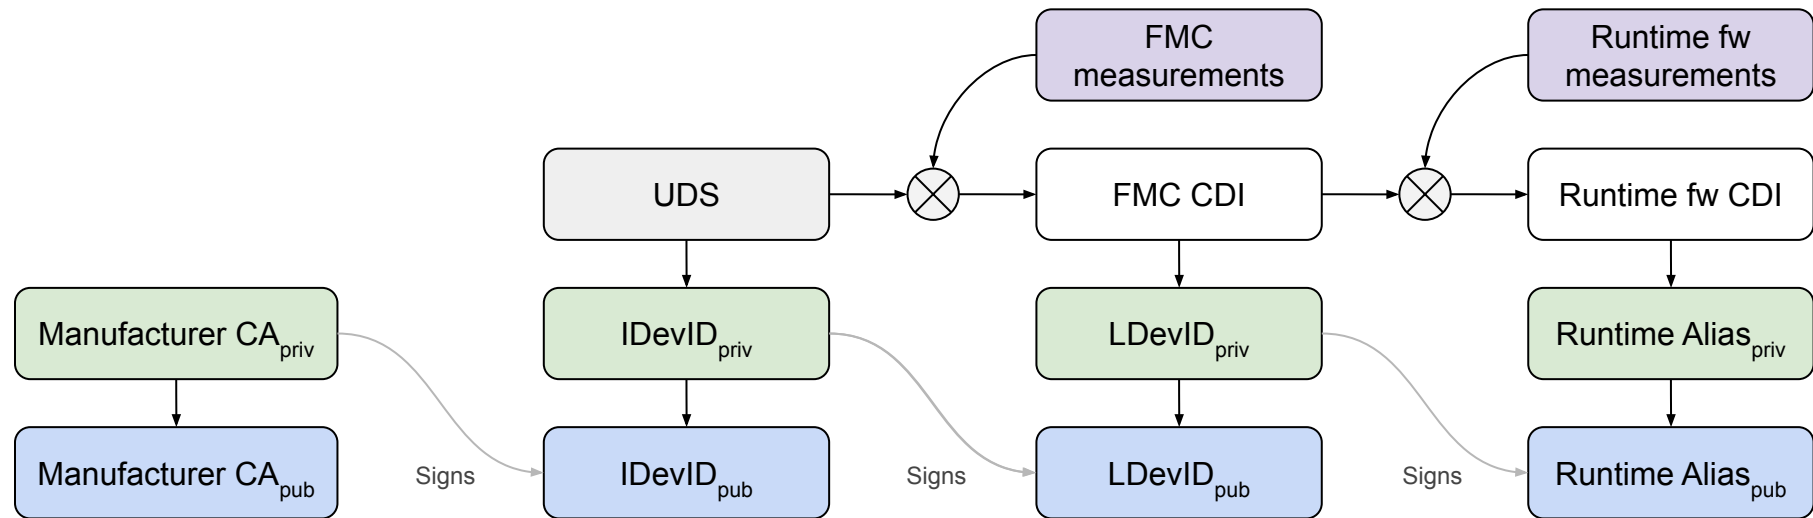 FMC
measurements
Runtime fw
measurements
UDS
FMC CDI
Runtime fw CDI
Manufacturer CApriv
IDevIDpriv
LDevIDpriv
Runtime Aliaspriv
Manufacturer CApub
Signs
IDevIDpub
Signs
LDevIDpub
Signs
Runtime Aliaspub